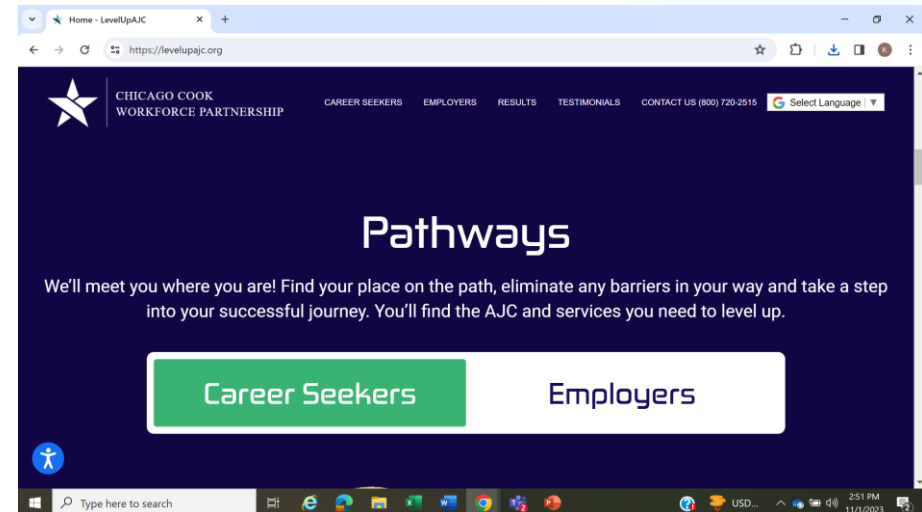 Home - LevelUpAJC
https://levelupajc.org
K
CHICAGO COOK
WORKFORCE PARTNERSHIP
CAREER SEEKERS EMPLOYERS RESULTS TESTIMONIALS CONTACT US (800) 720-2515 G Select Language ▼
Pathways
We'll meet you where you are! Find your place on the path, eliminate any barriers in your way and take a step
into your successful journey. You'll find the AJC and services you need to level up.
Career Seekers Employers
Type here to search
USD...
2:51 PM
11/1/2023